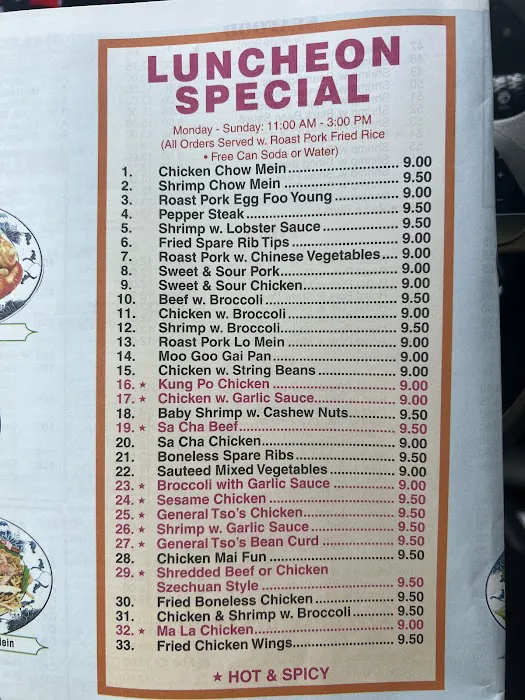 LUNCHEON
SPECIAL
Monday - Sunday: 11:00 AM - 3:00 PM
(All Orders Served w. Roast Pork Fried Rice
• Free Can Soda or Water)
1. Chicken Chow Mein 9.00
2. Shrimp Chow Mein 9.50
3. Roast Pork Egg Foo Young 9.00
4. Pepper Steak 9.50
5. Shrimp w. Lobster Sauce 9.50
6. Fried Spare Rib Tips 9.00
7. Roast Pork w. Chinese Vegetables 9.00
8. Sweet & Sour Pork 9.00
9. Sweet & Sour Chicken 9.00
10. Beef w. Broccoli 9.50
11. Chicken w. Broccoli 9.00
12. Shrimp w. Broccoli 9.50
13. Roast Pork Lo Mein 9.00
14. Moo Goo Gai Pan 9.00
15. Chicken w. String Beans 9.00
16. ★ Kung Po Chicken 9.00
17. ★ Chicken w. Garlic Sauce 9.00
18. Baby Shrimp w. Cashew Nuts 9.50
19. ★ Sa Cha Beef 9.50
20. Sa Cha Chicken 9.00
21. Boneless Spare Ribs 9.50
22. Sauteed Mixed Vegetables 9.00
23. ★ Broccoli with Garlic Sauce 9.00
24. ★ Sesame Chicken 9.50
25. ★ General Tso's Chicken 9.50
26. ★ Shrimp w. Garlic Sauce 9.50
27. ★ General Tso's Bean Curd 9.50
28. Chicken Mai Fun 9.50
29. ★ Shredded Beef or Chicken
Szechuan Style 9.50
30. Fried Boneless Chicken 9.50
31. Chicken & Shrimp w. Broccoli 9.50
32. ★ Ma La Chicken 9.00
33. Fried Chicken Wings 9.50
★ HOT & SPICY